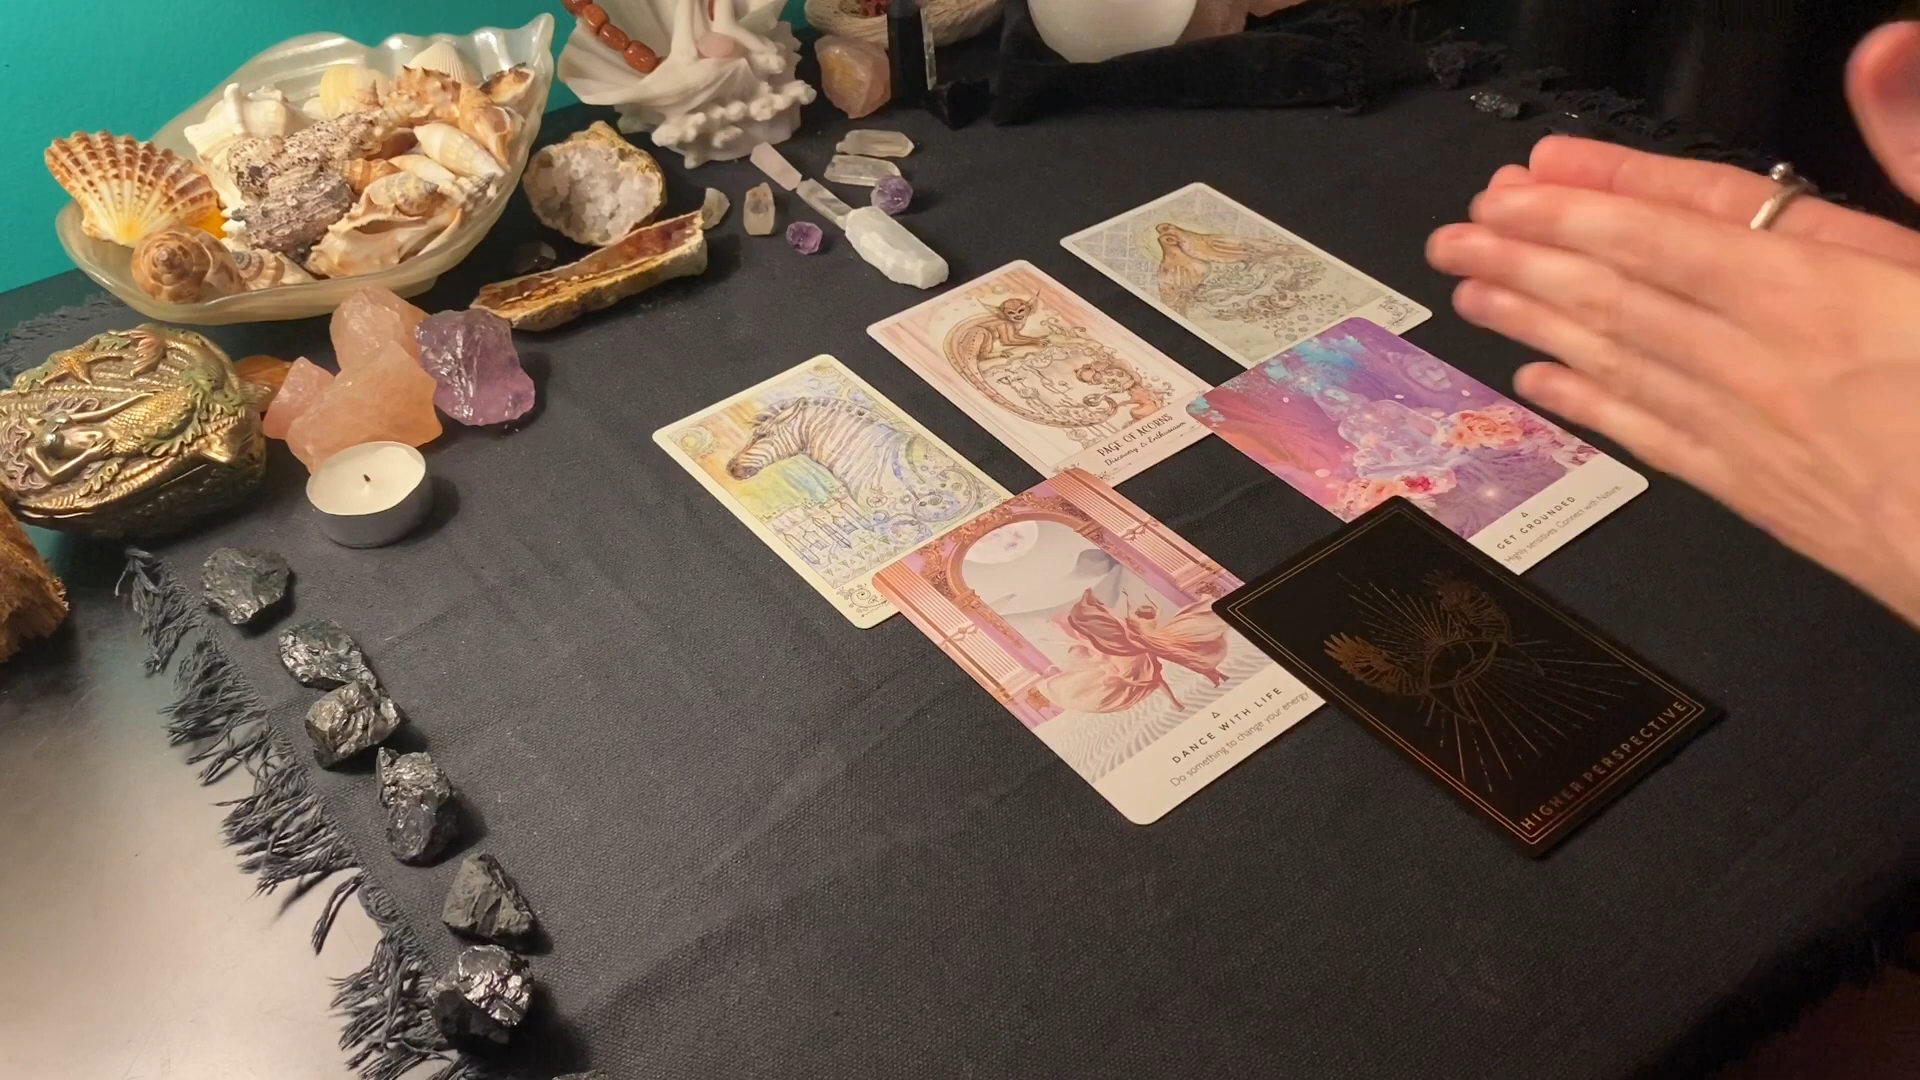 PAGE OF ACORNS
Discovery & Enthusiasm
GET GROUNDED
Highly sensitive. Connect with Nature.
DANCE WITH LIFE
Do something to change your energy
HIGHER PERSPECTIVE